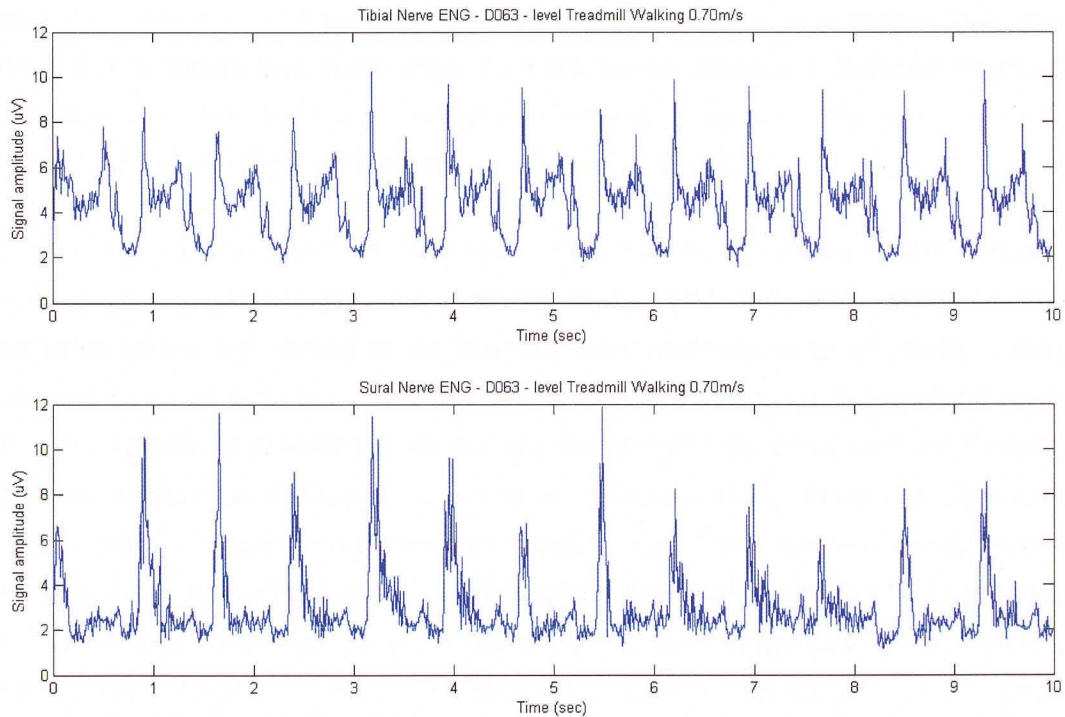 Tibial Nerve ENG - D063 - level Treadmill Walking 0.70m/s
Signal amplitude (uV)
12
10
8
6
4
2
0
0 1 2 3 4 5 6 7 8 9 10
Time (sec)
Sural Nerve ENG - D063 - level Treadmill Walking 0.70m/s
Signal amplitude (uV)
12
10
8
6
4
2
0
0 1 2 3 4 5 6 7 8 9 10
Time (sec)